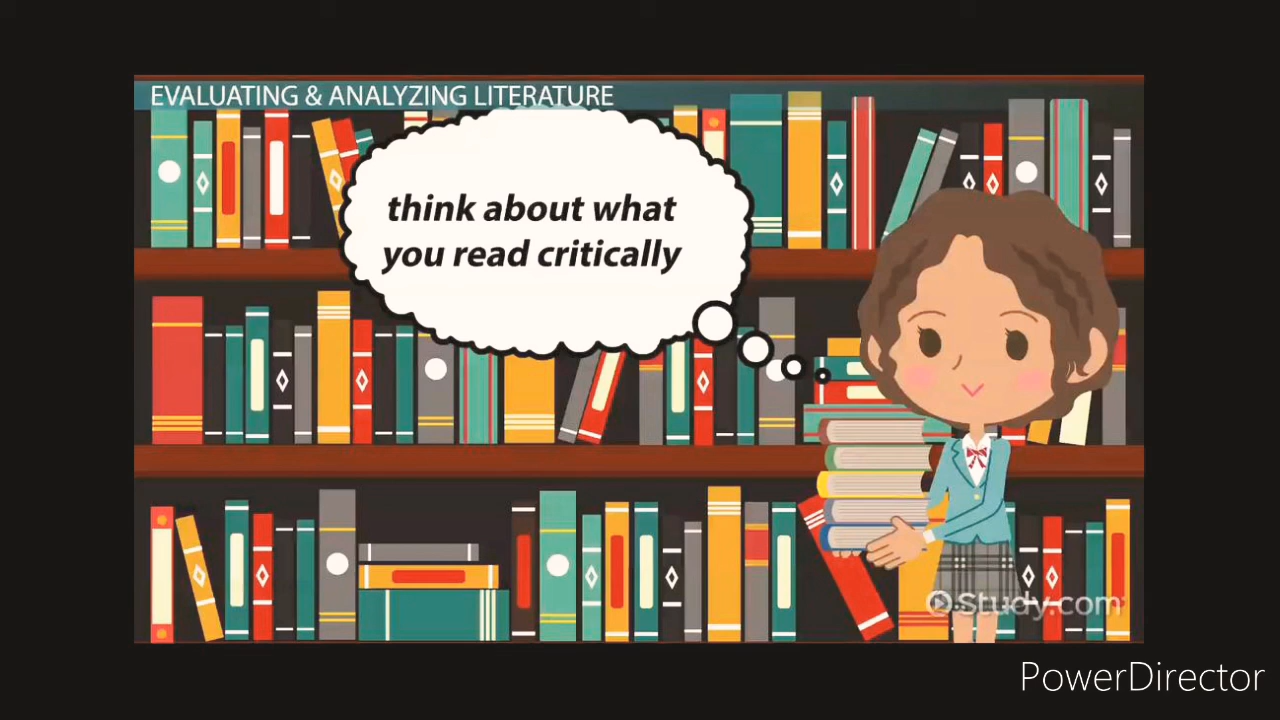 EVALUATING & ANALYZING LITERATURE
think about what
you read critically
Study.com
PowerDirector